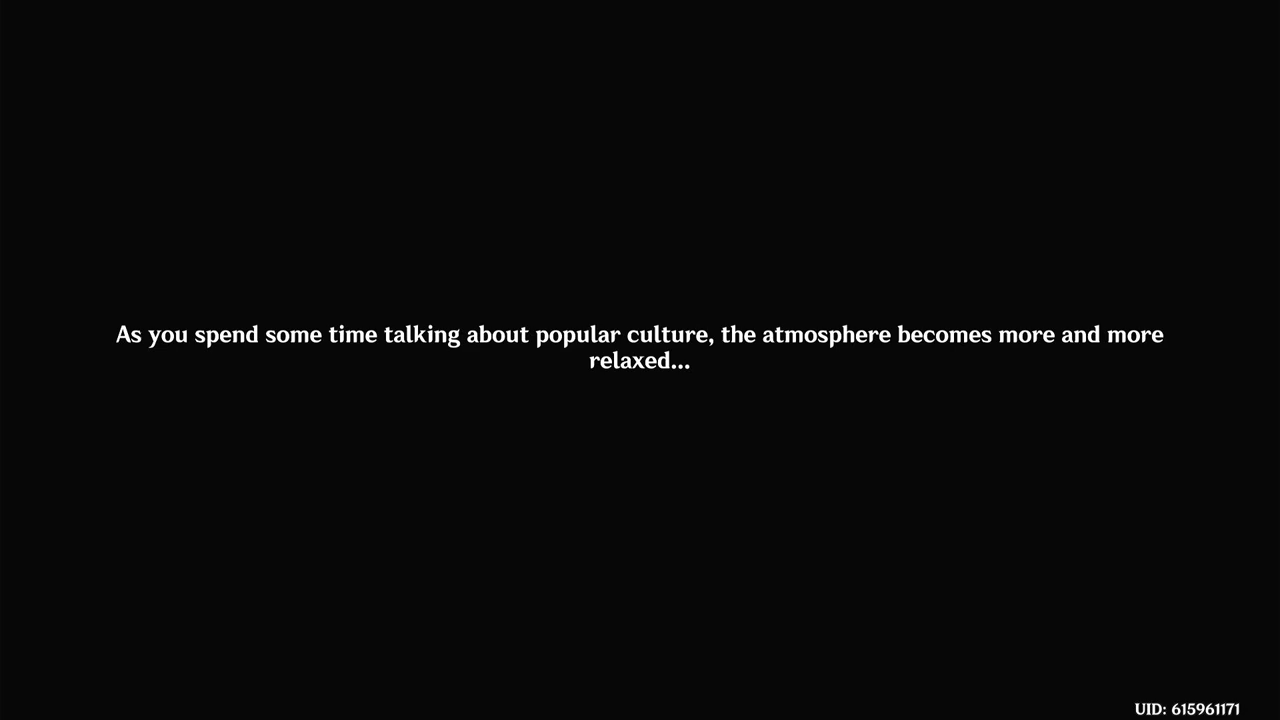 As you spend some time talking about popular culture, the atmosphere becomes more and more
relaxed...
UID: 615961171